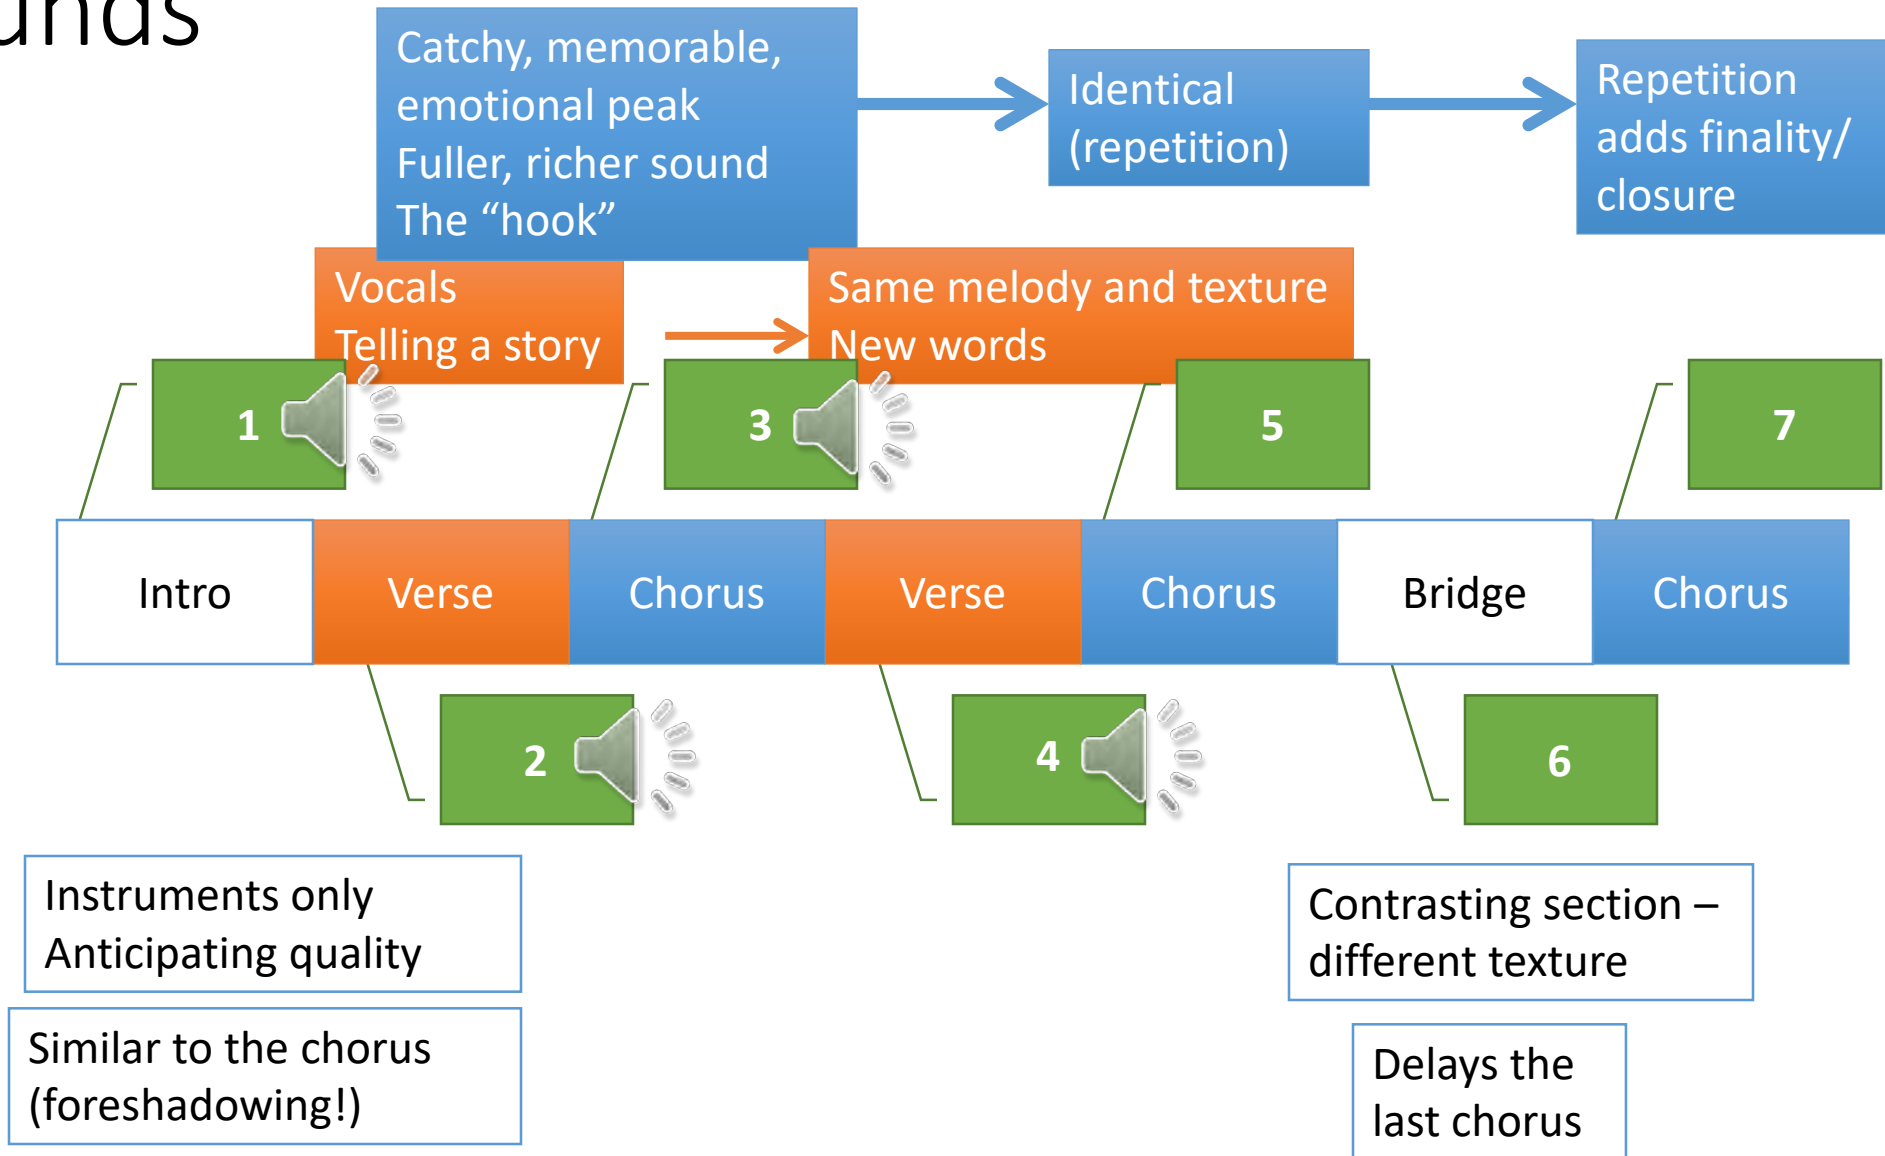 unds
Catchy, memorable,
emotional peak
Fuller, richer sound
The “hook”
Identical
(repetition)
Repetition
adds finality/
closure
Vocals
Telling a story
Same melody and texture
New words
1
3
5
7
Intro
Verse
Chorus
Verse
Chorus
Bridge
Chorus
2
4
6
Instruments only
Anticipating quality
Similar to the chorus
(foreshadowing!)
Contrasting section –
different texture
Delays the
last chorus